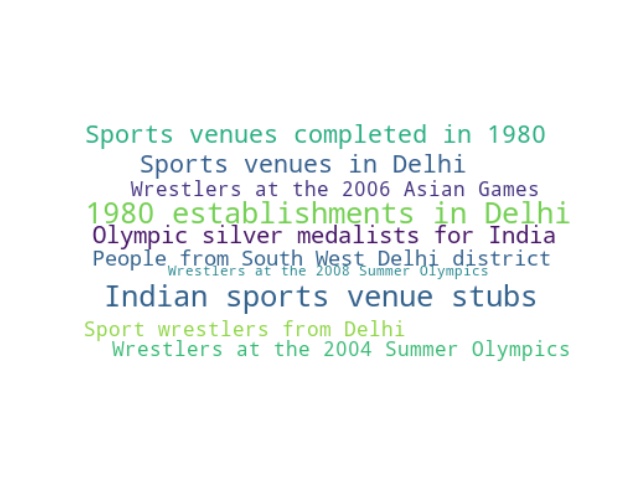 Sports venues completed in 1980
Sports venues in Delhi
Wrestlers at the 2006 Asian Games
1980 establishments in Delhi
Olympic silver medalists for India
People from South West Delhi district
Wrestlers at the 2008 Summer Olympics
Indian sports venue stubs
Sport wrestlers from Delhi
Wrestlers at the 2004 Summer Olympics